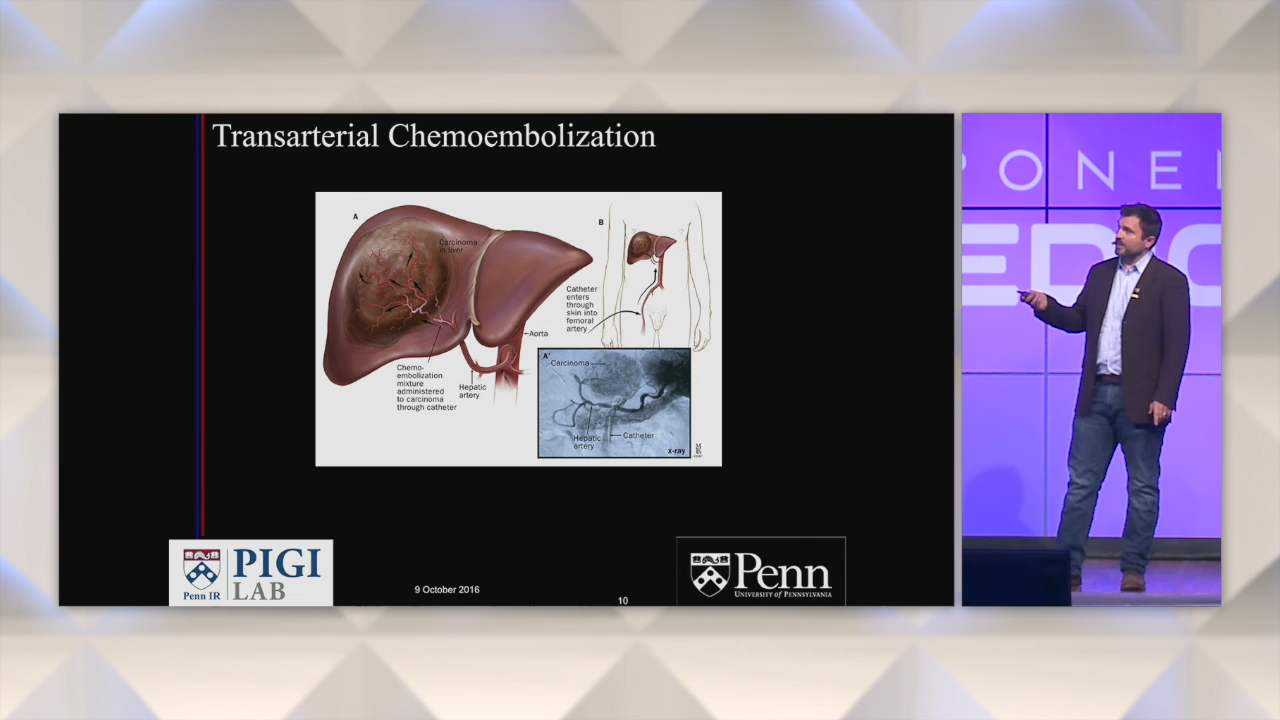 Transarterial Chemoembolization
A
Carcinoma
in liver
Chemo-
embolization
mixture
administered
to carcinoma
through catheter
Hepatic
artery
Aorta
B
Catheter
enters
through
skin into
femoral
artery
A'
Carcinoma
Hepatic
artery
Catheter
x-ray
Penn IR
PIGI
LAB
9 October 2016
10
Penn
UNIVERSITY OF PENNSYLVANIA
PONE
EDIC